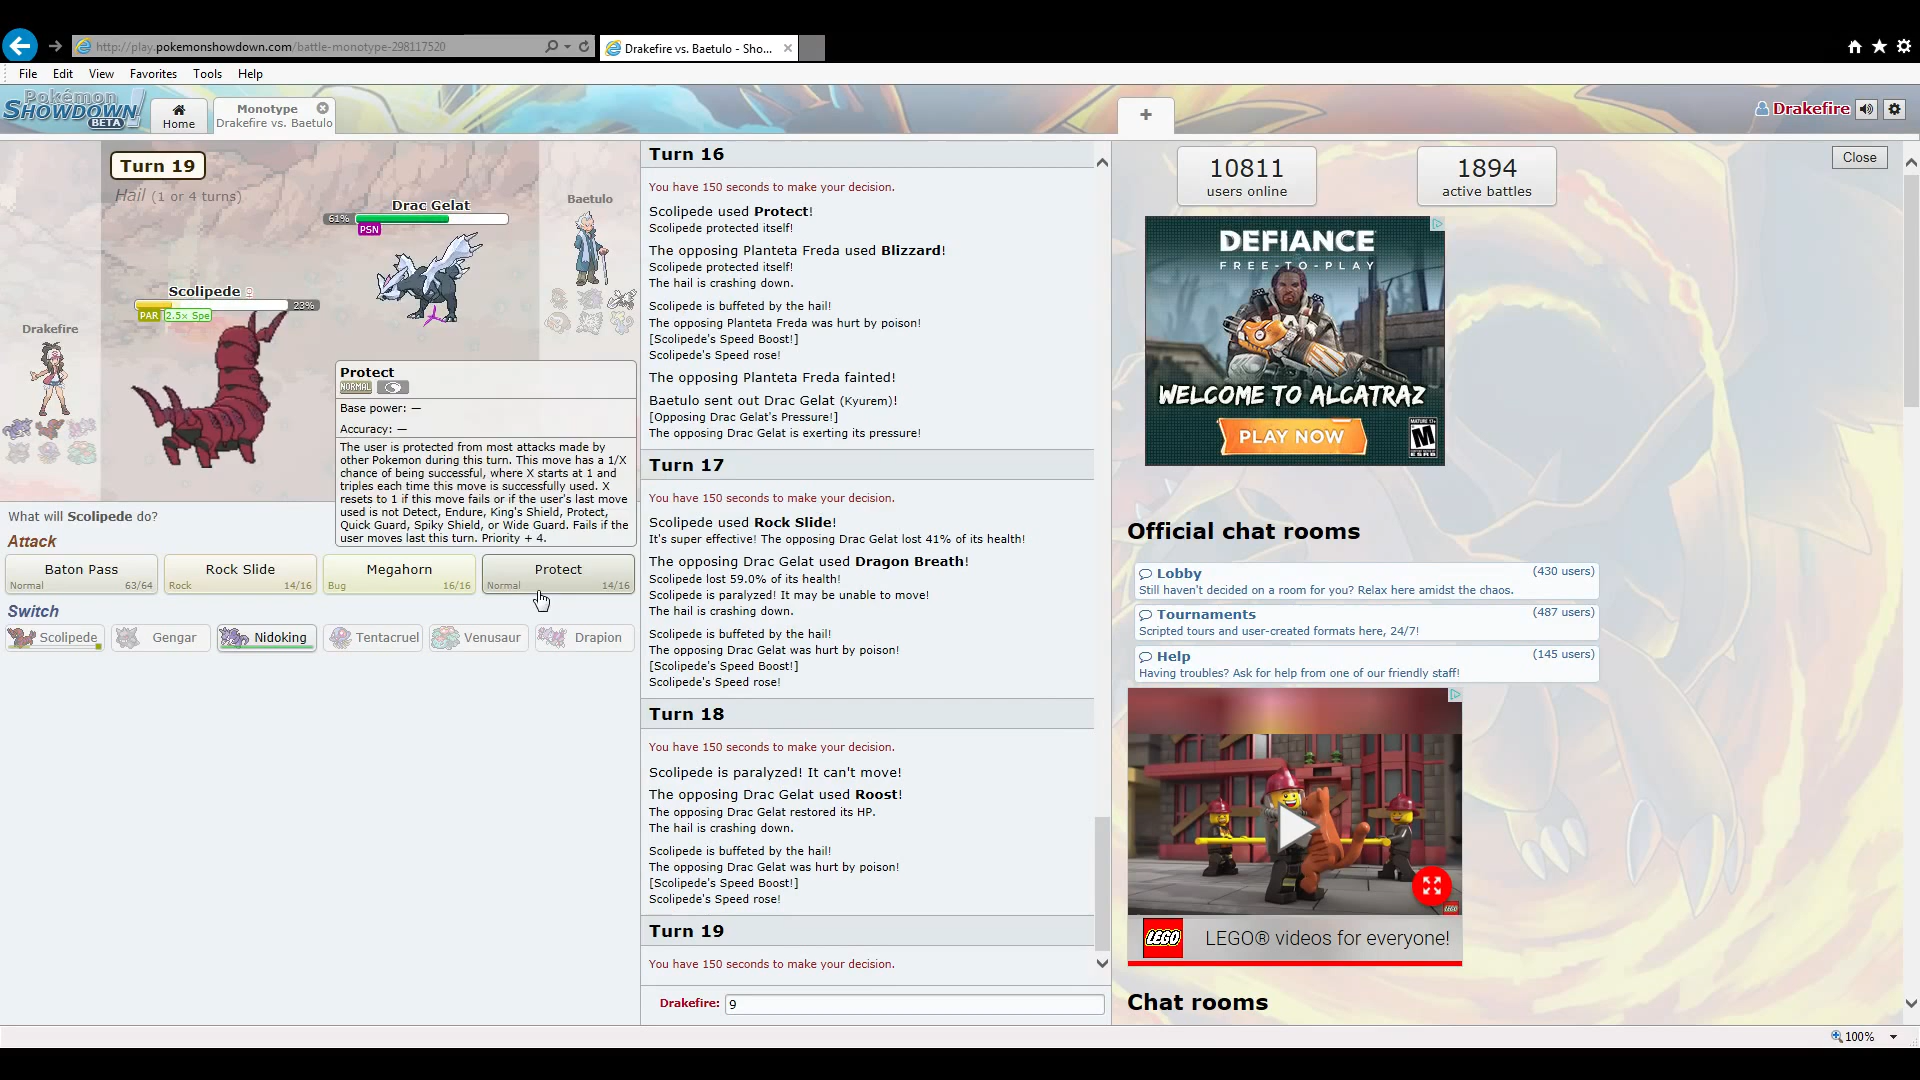 http://play.pokemonshowdown.com/battle-monotype-298117520
Drakefire vs. Baetulo - Sho...
File Edit View Favorites Tools Help
Pokémon
SHOWDOWN!
BETA
Home
Monotype
Drakefire vs. Baetulo
+
Drakefire
Turn 19
Hail (1 or 4 turns)
Drac Gelat
61%
PSN
Baetulo
Scolipede
23%
PAR 2.5× Spe
Drakefire
Protect
NORMAL
Base power: —
Accuracy: —
The user is protected from most attacks made by
other Pokemon during this turn. This move has a 1/X
chance of being successful, where X starts at 1 and
triples each time this move is successfully used. X
resets to 1 if this move fails or if the user's last move
used is not Detect, Endure, King's Shield, Protect,
Quick Guard, Spiky Shield, or Wide Guard. Fails if the
user moves last this turn. Priority + 4.
What will Scolipede do?
Attack
Baton Pass
Normal 63/64
Rock Slide
Rock 14/16
Megahorn
Bug 16/16
Protect
Normal 14/16
Switch
Scolipede Gengar Nidoking Tentacruel Venusaur Drapion
Turn 16
You have 150 seconds to make your decision.
Scolipede used Protect!
Scolipede protected itself!
The opposing Planteta Freda used Blizzard!
Scolipede protected itself!
The hail is crashing down.
Scolipede is buffeted by the hail!
The opposing Planteta Freda was hurt by poison!
[Scolipede's Speed Boost!]
Scolipede's Speed rose!
The opposing Planteta Freda fainted!
Baetulo sent out Drac Gelat (Kyurem)!
[Opposing Drac Gelat's Pressure!]
The opposing Drac Gelat is exerting its pressure!
Turn 17
You have 150 seconds to make your decision.
Scolipede used Rock Slide!
It's super effective! The opposing Drac Gelat lost 41% of its health!
The opposing Drac Gelat used Dragon Breath!
Scolipede lost 59.0% of its health!
Scolipede is paralyzed! It may be unable to move!
The hail is crashing down.
Scolipede is buffeted by the hail!
The opposing Drac Gelat was hurt by poison!
[Scolipede's Speed Boost!]
Scolipede's Speed rose!
Turn 18
You have 150 seconds to make your decision.
Scolipede is paralyzed! It can't move!
The opposing Drac Gelat used Roost!
The opposing Drac Gelat restored its HP.
The hail is crashing down.
Scolipede is buffeted by the hail!
The opposing Drac Gelat was hurt by poison!
[Scolipede's Speed Boost!]
Scolipede's Speed rose!
Turn 19
You have 150 seconds to make your decision.
Drakefire: 9
10811
users online
1894
active battles
Close
DEFIANCE
FREE-TO-PLAY
WELCOME TO ALCATRAZ
PLAY NOW
M
Official chat rooms
Lobby (430 users)
Still haven't decided on a room for you? Relax here amidst the chaos.
Tournaments (487 users)
Scripted tours and user-created formats here, 24/7!
Help (145 users)
Having troubles? Ask for help from one of our friendly staff!
LEGO
LEGO LEGO® videos for everyone!
Chat rooms
100%